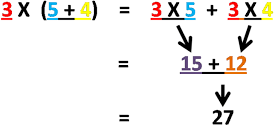 3 X (5 + 4) = 3 X 5 + 3 X 4
= 15 + 12
= 27